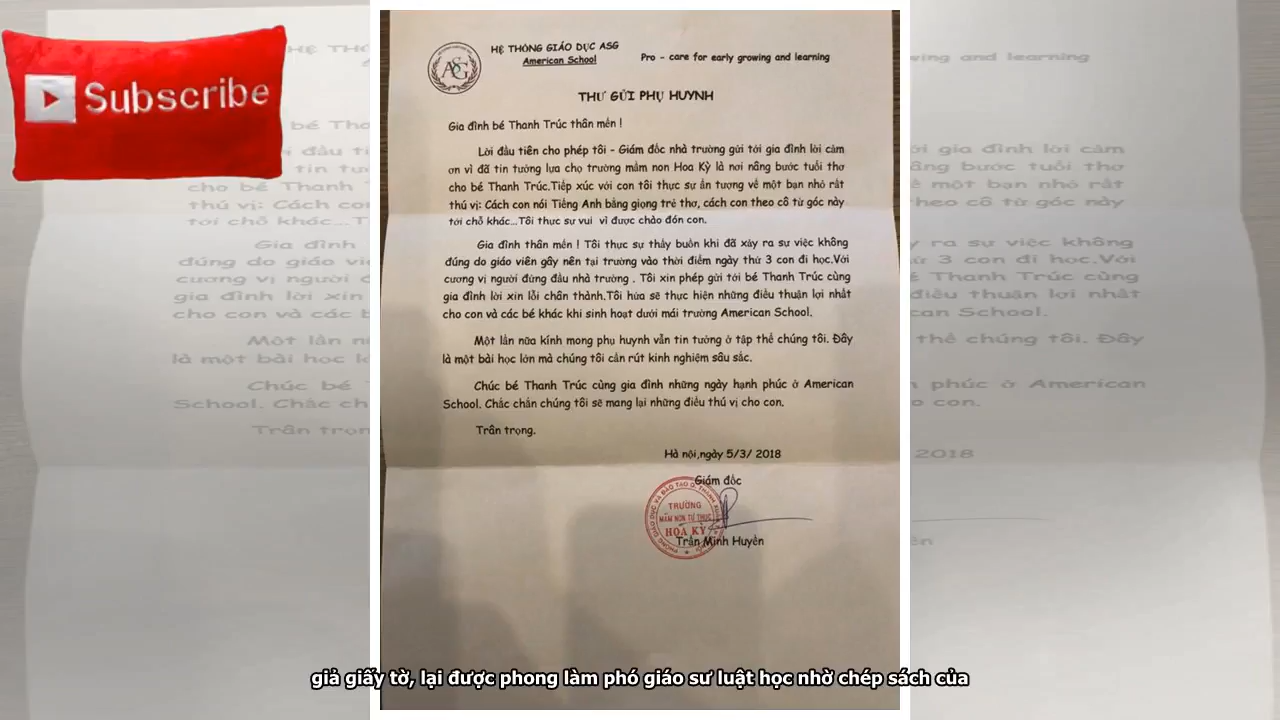 Subscribe
HỆ THỐNG GIÁO DỤC ASG
American School
Pro - care for early growing and learning
ASG
THƯ GỬI PHỤ HUYNH
Gia đình bé Thanh Trúc thân mến !
Lời đầu tiên cho phép tôi - Giám đốc nhà trường gửi tới gia đình lời cảm
ơn vì đã tin tưởng lựa chọ trường mầm non Hoa Kỳ là nơi nâng bước tuổi thơ
cho bé Thanh Trúc.Tiếp xúc với con tôi thực sự ấn tượng về một bạn nhỏ rất
thú vị: Cách con nói Tiếng Anh bằng giọng trẻ thơ, cách con theo cô từ góc này
tới chỗ khác...Tôi thực sự vui vì được chào đón con.
Gia đình thân mến ! Tôi thực sự thấy buồn khi đã xảy ra sự việc không
đúng do giáo viên gây nên tại trường vào thời điểm ngày thứ 3 con đi học.Với
cương vị người đứng đầu nhà trường . Tôi xin phép gửi tới bé Thanh Trúc cùng
gia đình lời xin lỗi chân thành.Tôi hứa sẽ thực hiện những điều thuận lợi nhất
cho con và các bé khác khi sinh hoạt dưới mái trường American School.
Một lần nữa kính mong phụ huynh vẫn tin tưởng ở tập thể chúng tôi. Đây
là một bài học lớn mà chúng tôi cần rút kinh nghiệm sâu sắc.
Chúc bé Thanh Trúc cùng gia đình những ngày hạnh phúc ở American
School. Chắc chắn chúng tôi sẽ mang lại những điều thú vị cho con.
Trân trọng.
Hà nội,ngày 5/3/ 2018
Giám đốc
TRƯỜNG
MẦM NON TƯ THỤC
HOA KỲ
Trần Minh Huyền
giả giấy tờ, lại được phong làm phó giáo sư luật học nhờ chép sách của